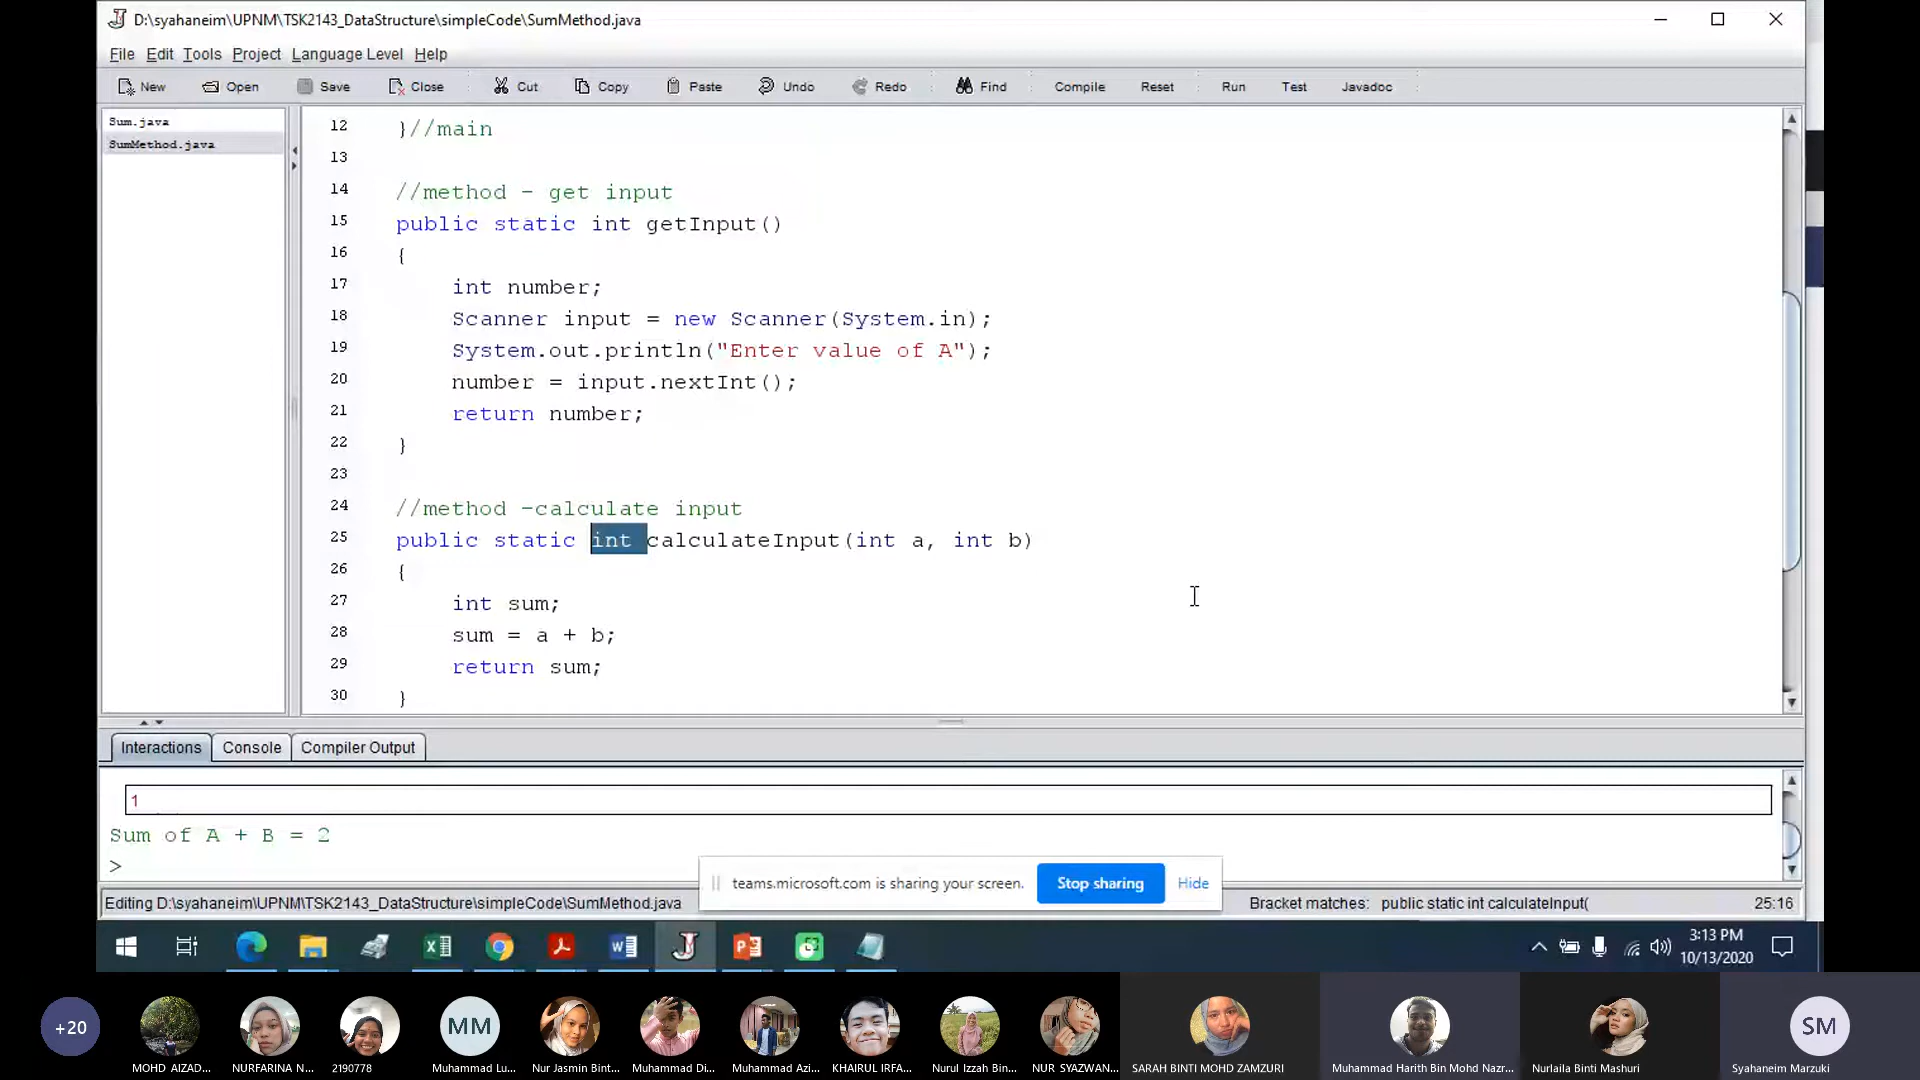 D:\syahaneim\UPNM\TSK2143_DataStructure\simpleCode\SumMethod.java
File Edit Tools Project Language Level Help
New Open Save Close Cut Copy Paste Undo Redo Find Compile Reset Run Test Javadoc
Sum.java
SumMethod.java
12 }//main
13
14 //method - get input
15 public static int getInput()
16 {
17 int number;
18 Scanner input = new Scanner(System.in);
19 System.out.println("Enter value of A");
20 number = input.nextInt();
21 return number;
22 }
23
24 //method -calculate input
25 public static int calculateInput(int a, int b)
26 {
27 int sum;
28 sum = a + b;
29 return sum;
30 }
Interactions Console Compiler Output
1
Sum of A + B = 2
>
teams.microsoft.com is sharing your screen. Stop sharing Hide
Editing D:\syahaneim\UPNM\TSK2143_DataStructure\simpleCode\SumMethod.java Bracket matches: public static int calculateInput( 25:16
3:13 PM
10/13/2020
+20 MM SM
MOHD AIZAD... NURFARINA N... 2190778 Muhammad Lu... Nur Jasmin Bint... Muhammad Di... Muhammad Azi... KHAIRUL IRFA... Nurul Izzah Bin... NUR SYAZWAN... SARAH BINTI MOHD ZAMZURI Muhammad Harith Bin Mohd Nazr... Nurlaila Binti Mashuri Syahaneim Marzuki